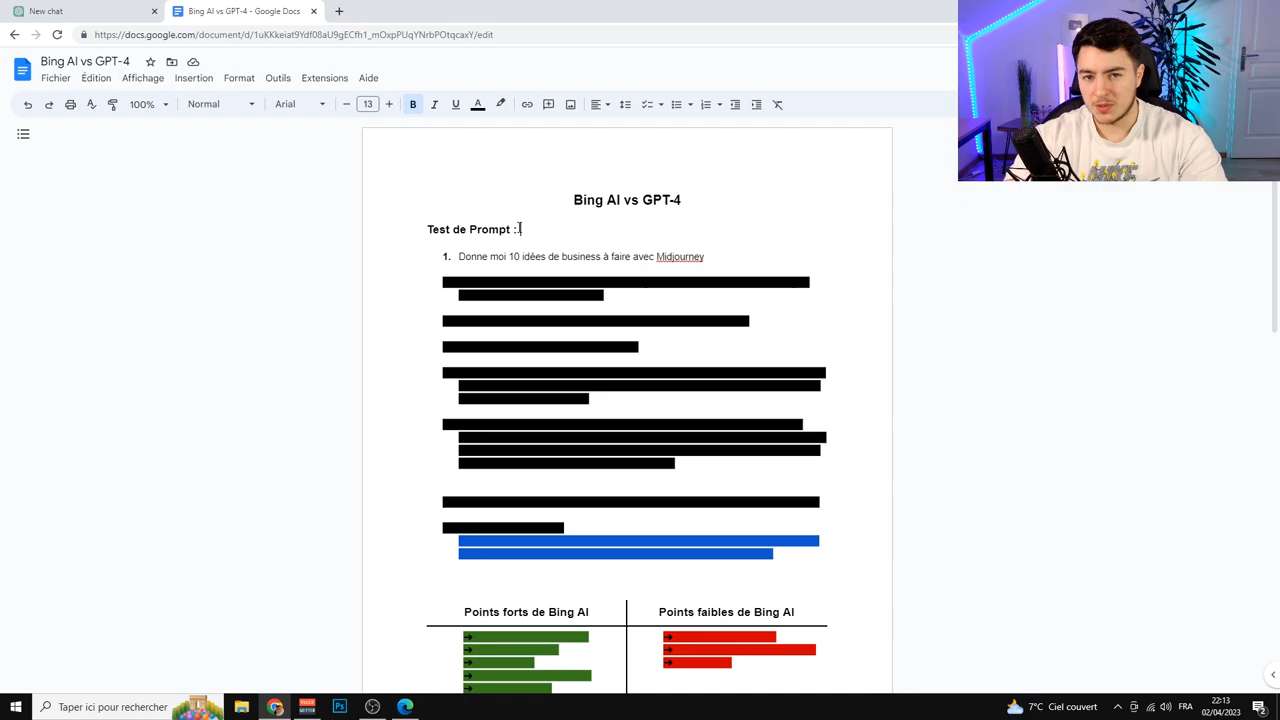 New chat
Bing AI vs GPT-4 - Google Docs
https://docs.google.com/document/d/1uKKketI9Ydf08aU9gECfh1_mOxpPUqYNrbPOtqcaxY/edit
Bing AI vs GPT-4
Fichier Édition Affichage Insertion Format Outils Extensions Aide
100% Normal Arial 13 B I U A
Bing AI vs GPT-4
Test de Prompt :
1. Donne moi 10 idées de business à faire avec Midjourney
Points forts de Bing AI Points faibles de Bing AI
Taper ici pour rechercher
7°C Ciel couvert FRA 22:13
02/04/2023 2